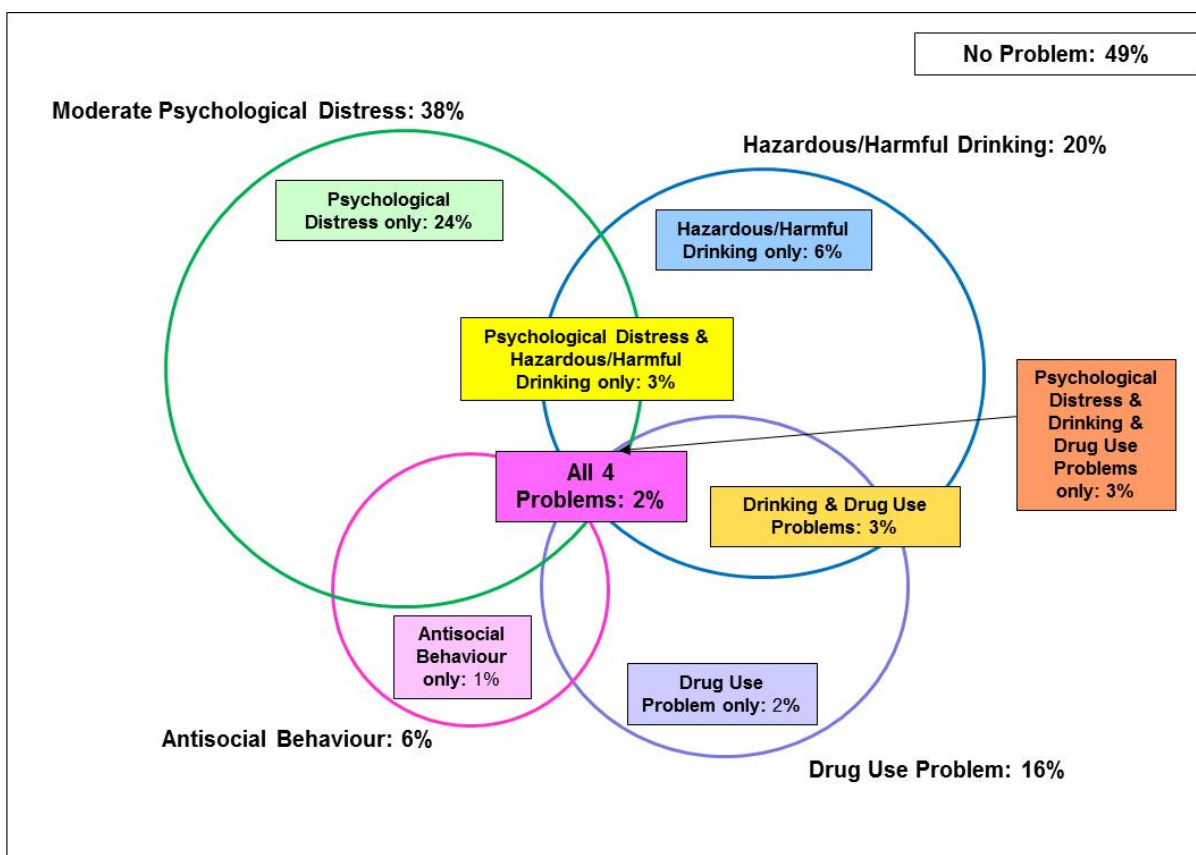 No Problem: 49%
Moderate Psychological Distress: 38%
Hazardous/Harmful Drinking: 20%
Psychological
Distress only: 24%
Hazardous/Harmful
Drinking only: 6%
Psychological Distress &
Hazardous/Harmful
Drinking only: 3%
Psychological
Distress &
Drinking &
Drug Use
Problems
only: 3%
All 4
Problems: 2%
Drinking & Drug Use
Problems: 3%
Antisocial
Behaviour
only: 1%
Drug Use
Problem only: 2%
Antisocial Behaviour: 6%
Drug Use Problem: 16%